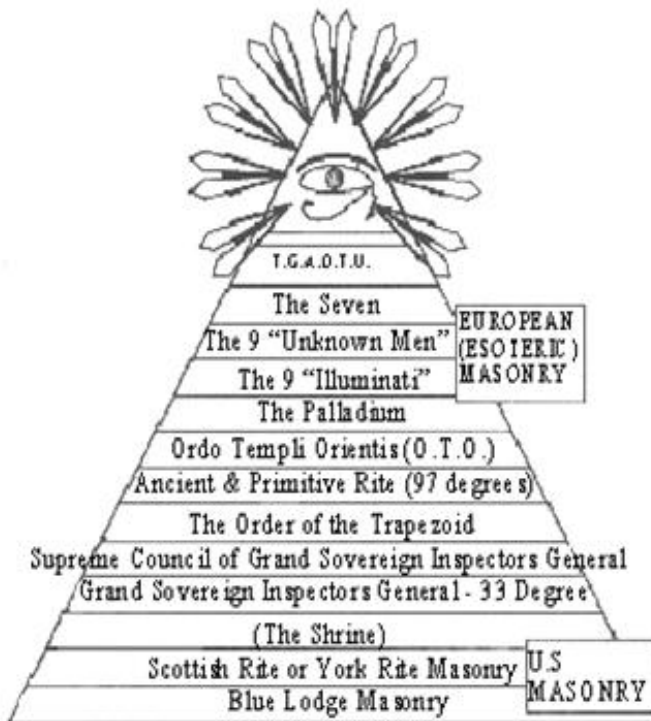 T.G.A.O.T.U.
The Seven
The 9 "Unknown Men"
The 9 "Illuminati"
EUROPEAN
(ESOTERIC)
MASONRY
The Palladium
Ordo Templi Orientis (O.T.O.)
Ancient & Primitive Rite (97 degrees)
The Order of the Trapezoid
Supreme Council of Grand Sovereign Inspectors General
Grand Sovereign Inspectors General - 33 Degree
(The Shrine)
Scottish Rite or York Rite Masonry
Blue Lodge Masonry
U.S
MASONRY